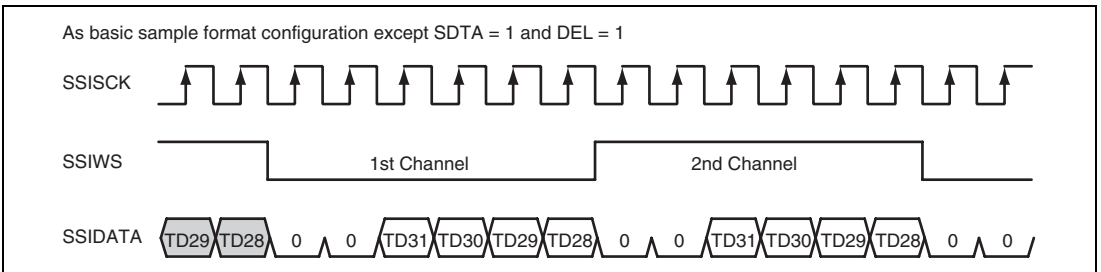 As basic sample format configuration except SDTA = 1 and DEL = 1
SSISCK
SSIWS 1st Channel 2nd Channel
SSIDATA TD29 TD28 0 0 TD31 TD30 TD29 TD28 0 0 TD31 TD30 TD29 TD28 0 0